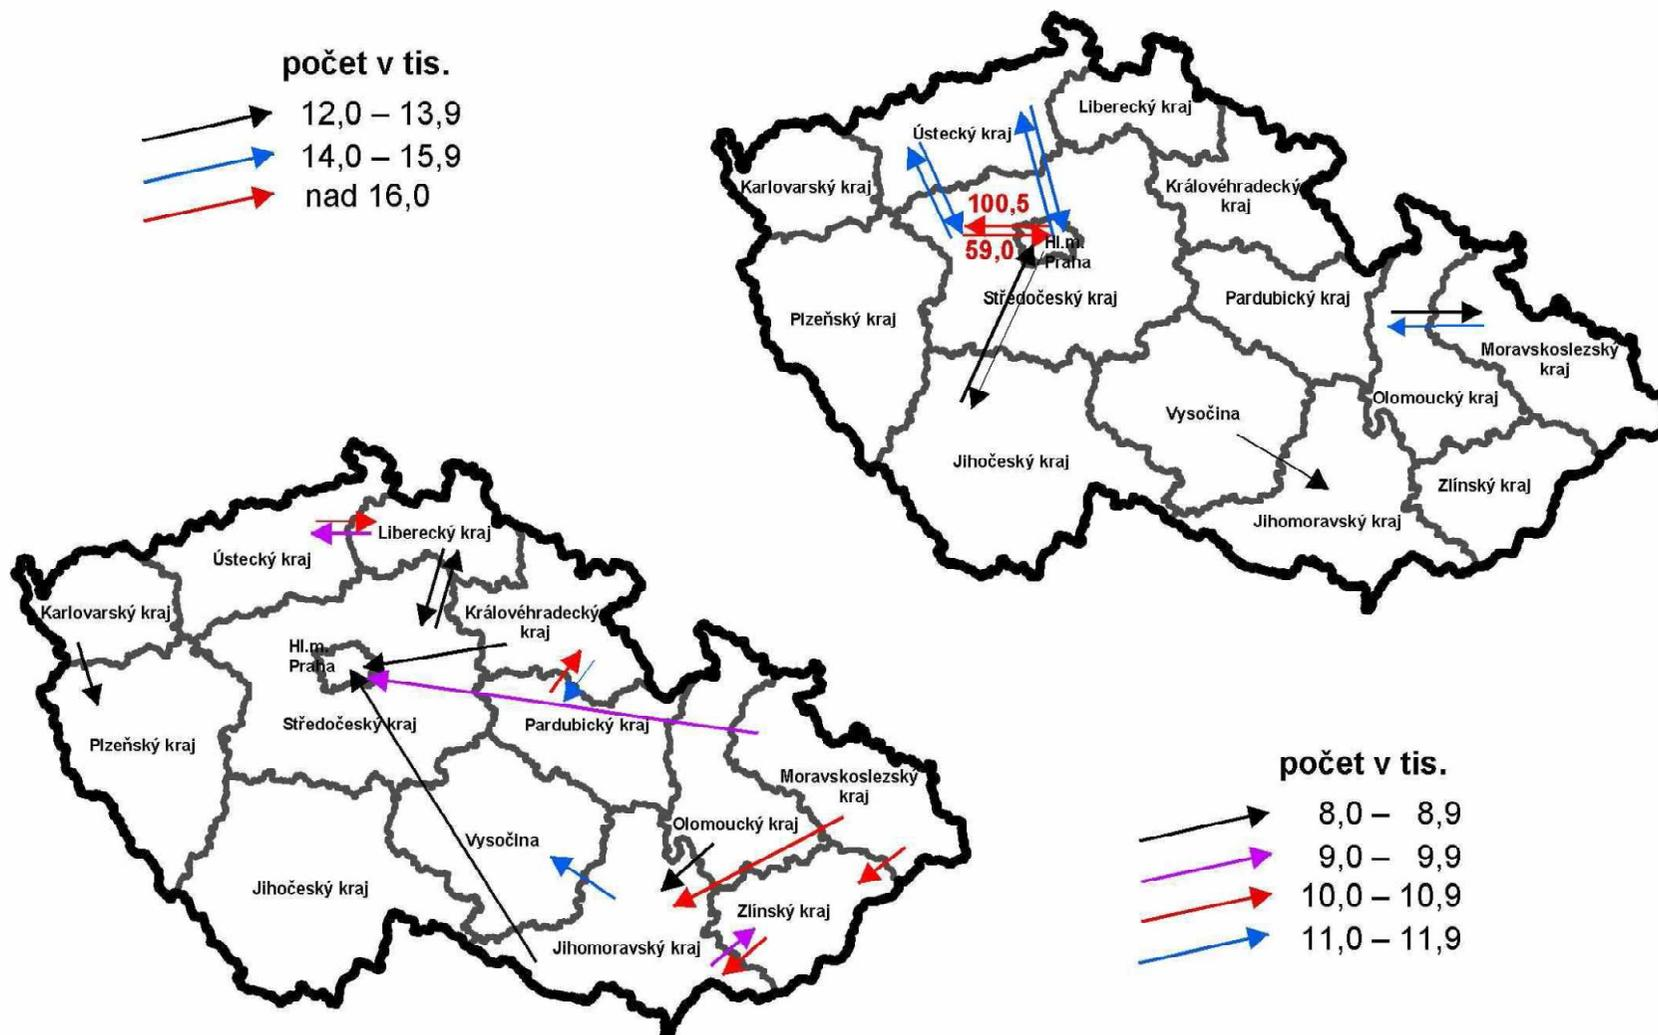 počet v tis.
12,0 – 13,9
14,0 – 15,9
nad 16,0
Liberecký kraj
Ústecký kraj
Karlovarský kraj
Královéhradecký
kraj
100,5
59,0
Hl.m.
Praha
Středočeský kraj
Pardubický kraj
Plzeňský kraj
Moravskoslezský
kraj
Olomoucký kraj
Vysočina
Jihočeský kraj
Zlínský kraj
Jihomoravský kraj
Liberecký kraj
Ústecký kraj
Karlovarský kraj
Královéhradecký
kraj
Hl.m.
Praha
Středočeský kraj
Pardubický kraj
Plzeňský kraj
Moravskoslezský
kraj
Olomoucký kraj
Vysočina
Jihočeský kraj
Zlínský kraj
Jihomoravský kraj
počet v tis.
8,0 – 8,9
9,0 – 9,9
10,0 – 10,9
11,0 – 11,9